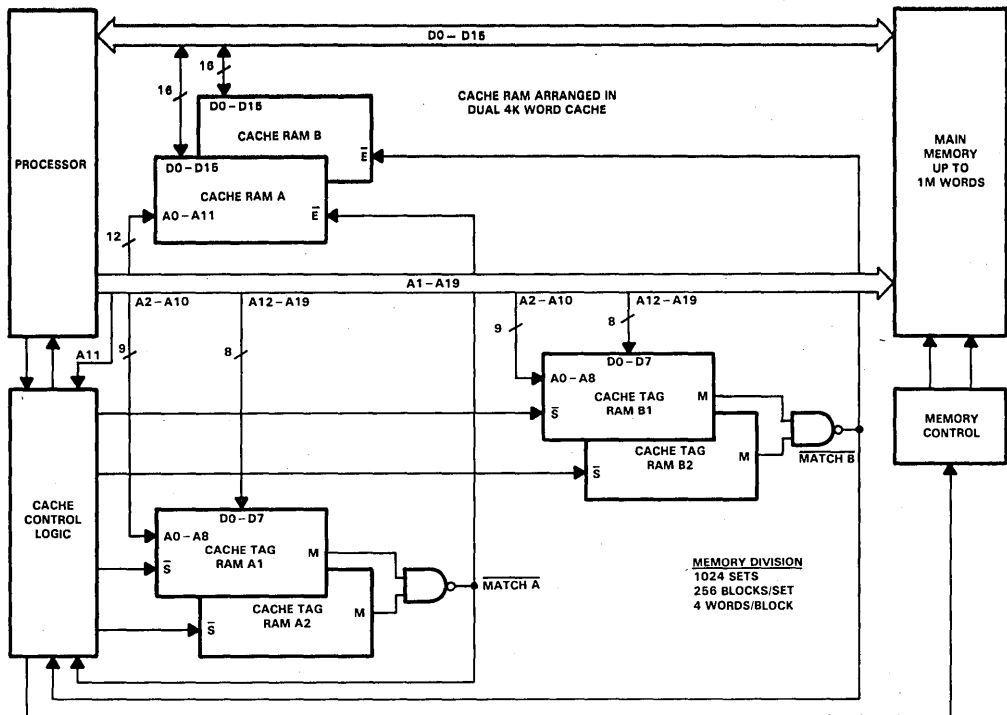 D0 – D15
16
16
D0 – D15
CACHE RAM B
E̅
CACHE RAM ARRANGED IN
DUAL 4K WORD CACHE
PROCESSOR
D0 – D15
CACHE RAM A
A0 – A11
E̅
12
MAIN
MEMORY
UP TO
1M WORDS
A1 – A19
A2 – A10
A12 – A19
A2 – A10
A12 – A19
A11
9
8
9
8
D0 – D7
A0 – A8
CACHE TAG
RAM B1
M
S̅
CACHE TAG
RAM B2
M
S̅
MATCH B
MEMORY
CONTROL
CACHE
CONTROL
LOGIC
D0 – D7
A0 – A8
CACHE TAG
RAM A1
M
S̅
CACHE TAG
RAM A2
M
S̅
MATCH A
MEMORY DIVISION
1024 SETS
256 BLOCKS/SET
4 WORDS/BLOCK